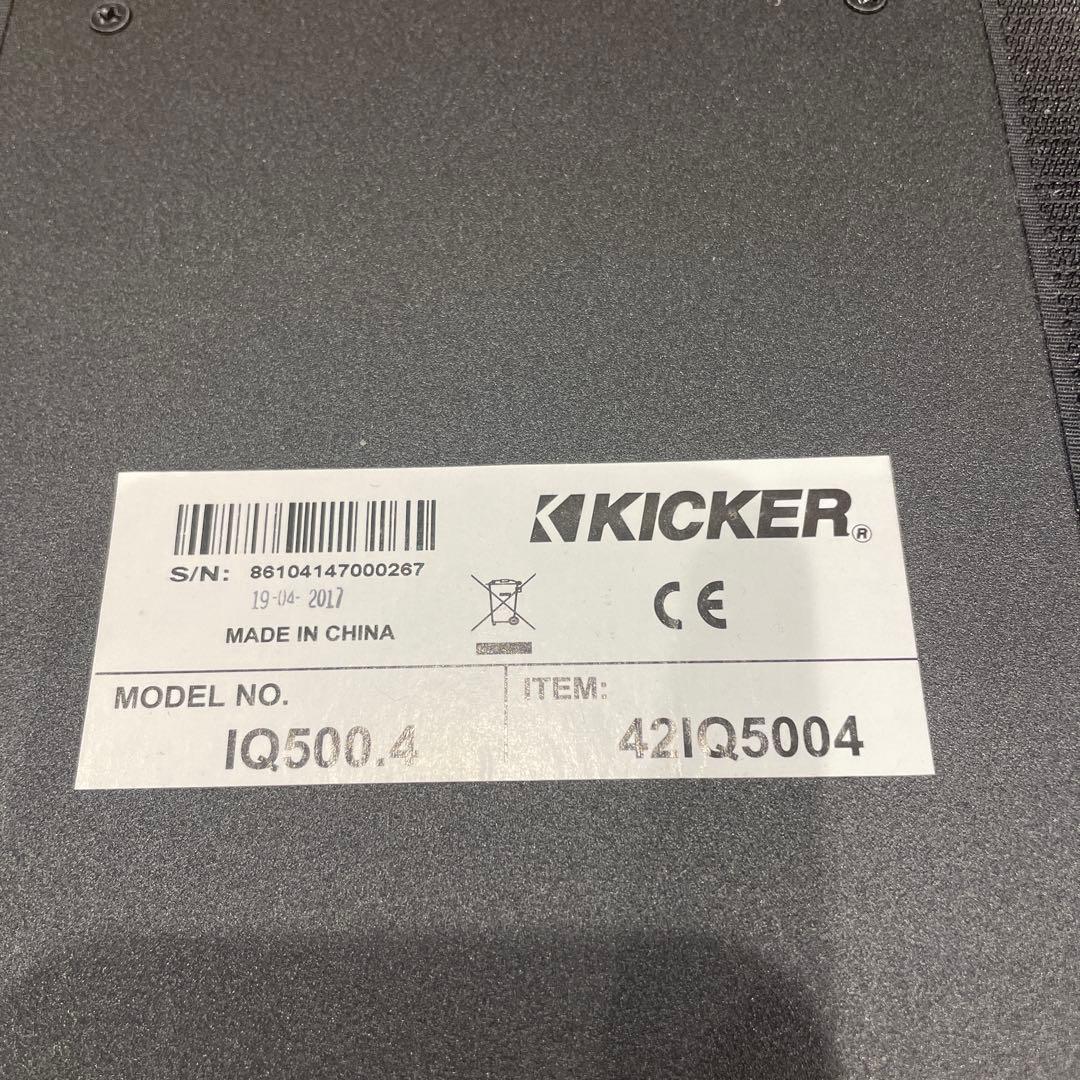 KICKER®
S/N: 86104147000267
19-04-2017
MADE IN CHINA
CE
MODEL NO.
IQ500.4
ITEM:
42IQ5004